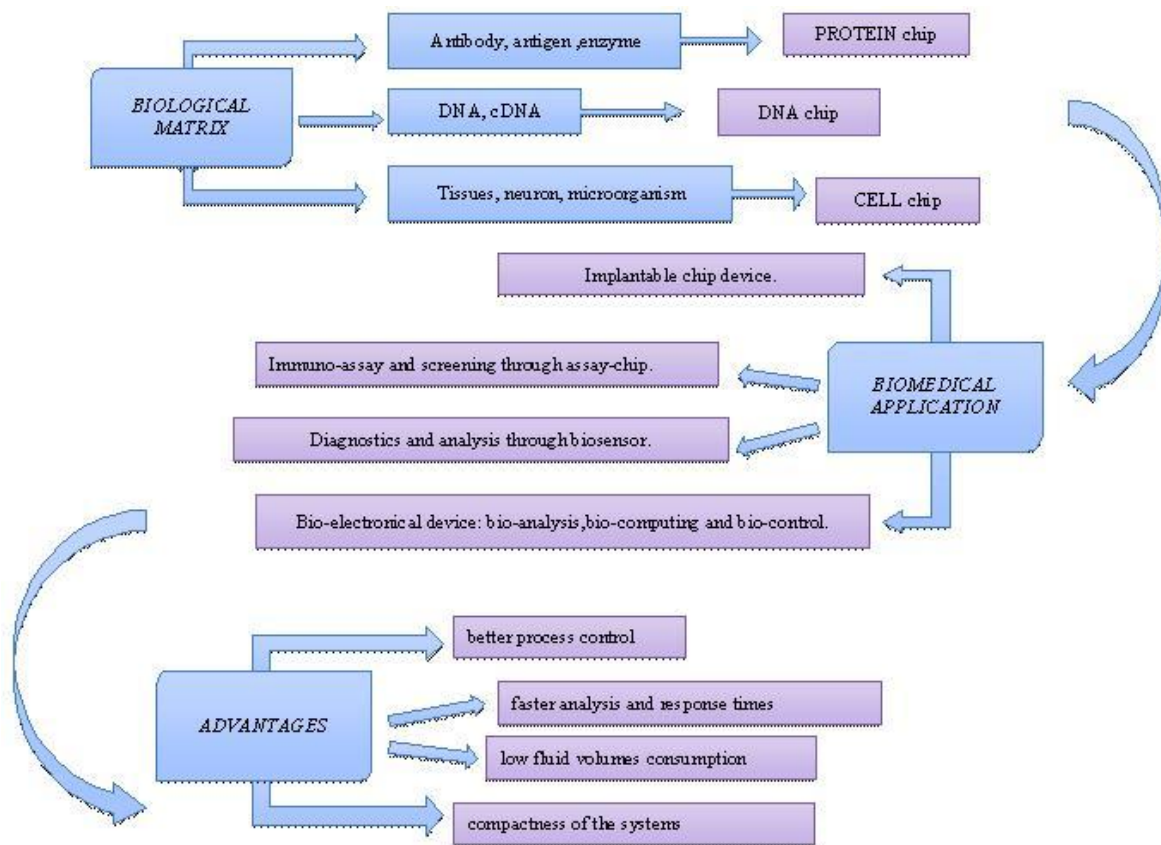 Antibody, antigen ,enzyme
PROTEIN chip
BIOLOGICAL
MATRIX
DNA, cDNA
DNA chip
Tissues, neuron, microorganism
CELL chip
Implantable chip device.
Immuno-assay and screening through assay-chip.
BIOMEDICAL
APPLICATION
Diagnostics and analysis through biosensor.
Bio-electronical device: bio-analysis,bio-computing and bio-control.
better process control
faster analysis and response times
ADVANTAGES
low fluid volumes consumption
compactness of the systems